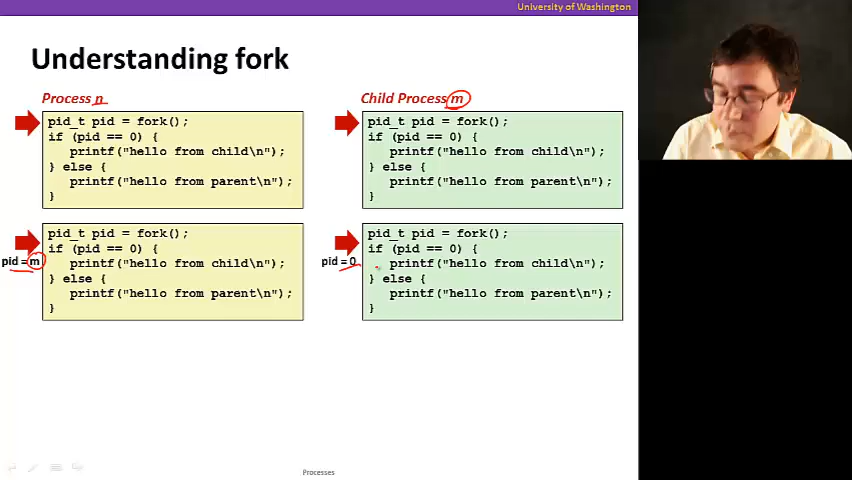 University of Washington
Understanding fork
Process n
pid_t pid = fork();
if (pid == 0) {
printf("hello from child\n");
} else {
printf("hello from parent\n");
}
Child Process m
pid_t pid = fork();
if (pid == 0) {
printf("hello from child\n");
} else {
printf("hello from parent\n");
}
pid = m
pid_t pid = fork();
if (pid == 0) {
printf("hello from child\n");
} else {
printf("hello from parent\n");
}
pid = 0
pid_t pid = fork();
if (pid == 0) {
printf("hello from child\n");
} else {
printf("hello from parent\n");
}
Processes